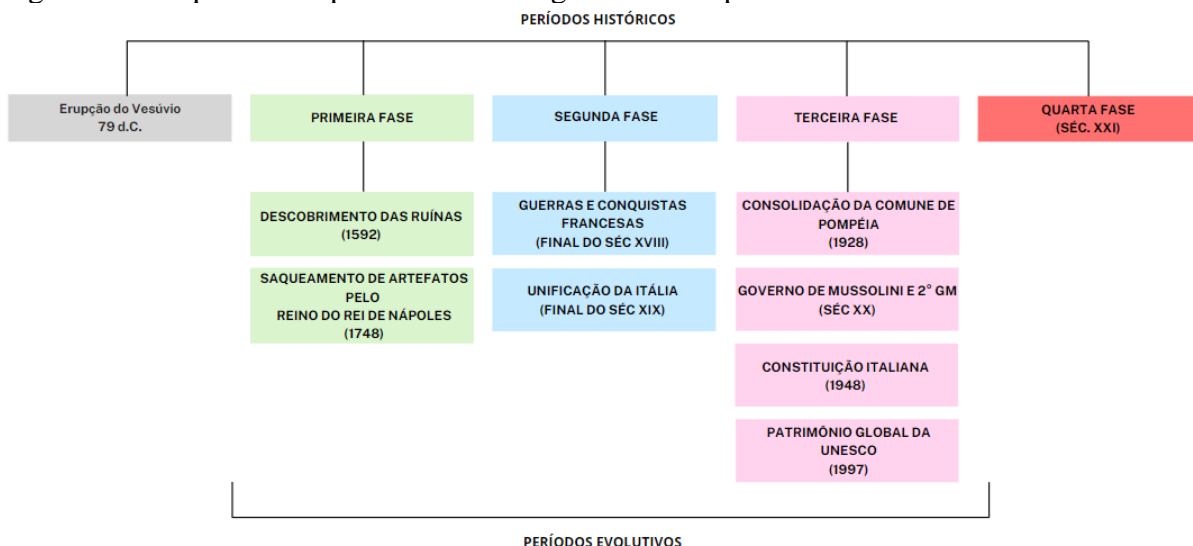 PERÍODOS HISTÓRICOS
Erupção do Vesúvio
79 d.C.
PRIMEIRA FASE
SEGUNDA FASE
TERCEIRA FASE
QUARTA FASE
(SÉC. XXI)
DESCOBRIMENTO DAS RUÍNAS
(1592)
SAQUEAMENTO DE ARTEFATOS
PELO
REINO DO REI DE NÁPOLES
(1748)
GUERRAS E CONQUISTAS
FRANCESAS
(FINAL DO SÉC XVIII)
UNIFICAÇÃO DA ITÁLIA
(FINAL DO SÉC XIX)
CONSOLIDAÇÃO DA COMUNE DE
POMPÉIA
(1928)
GOVERNO DE MUSSOLINI E 2° GM
(SÉC XX)
CONSTITUIÇÃO ITALIANA
(1948)
PATRIMÔNIO GLOBAL DA
UNESCO
(1997)
PERÍODOS EVOLUTIVOS